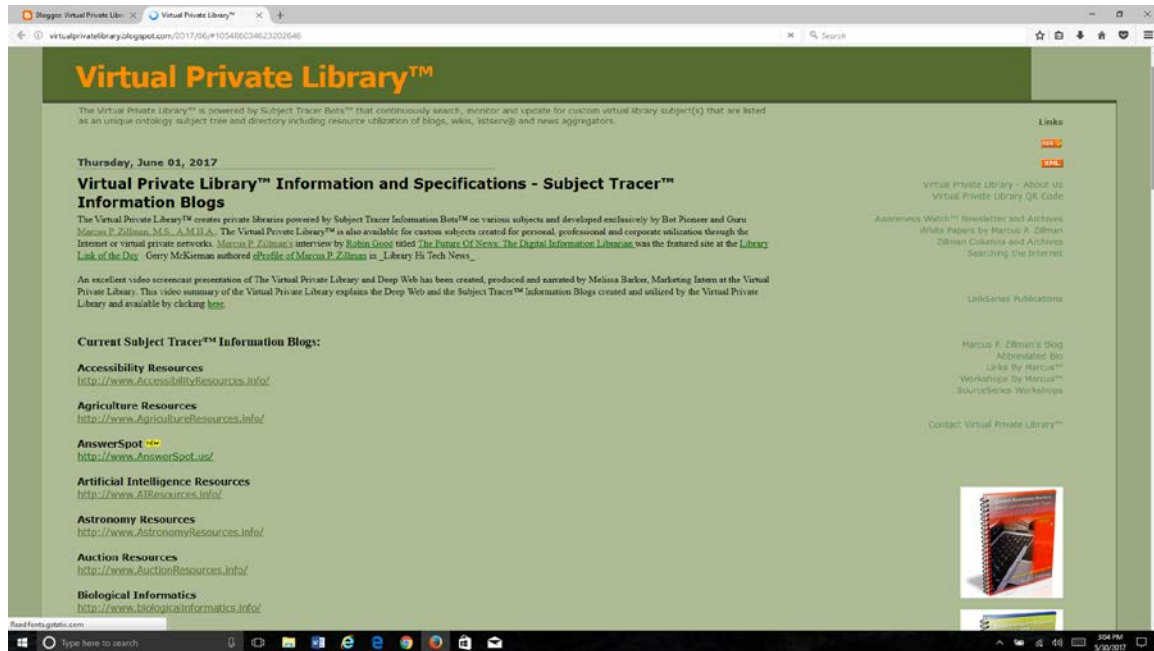 Blogger: Virtual Private Libr
Virtual Private Library™
virtualprivatelibrary.blogspot.com/2017/06/#105486034623202646
Search
Virtual Private Library™
The Virtual Private Library™ is powered by Subject Tracer Bots™ that continuously search, monitor and update for custom virtual library subject(s) that are listed
as an unique ontology subject tree and directory including resource utilization of blogs, wikis, listserv® and news aggregators.
Links
RSS
XML
Thursday, June 01, 2017
Virtual Private Library™ Information and Specifications - Subject Tracer™
Information Blogs
The Virtual Private Library™ creates private libraries powered by Subject Tracer Information Bots™ on various subjects and developed exclusively by Bot Pioneer and Guru
Marcus P. Zillman, M.S., A.M.H.A. The Virtual Private Library™ is also available for custom subjects created for personal, professional and corporate utilization through the
Internet or virtual private networks. Marcus P. Zillman's interview by Robin Good titled The Future Of News: The Digital Information Librarian was the featured site at the Library
Link of the Day. Gerry McKiernan authored eProfile of Marcus P. Zillman in _Library Hi Tech News_.
An excellent video screencast presentation of The Virtual Private Library and Deep Web has been created, produced and narrated by Melissa Barker, Marketing Intern at the Virtual
Private Library. This video summary of the Virtual Private Library explains the Deep Web and the Subject Tracer™ Information Blogs created and utilized by the Virtual Private
Library and available by clicking here.
Current Subject Tracer™ Information Blogs:
Accessibility Resources
http://www.AccessibilityResources.info/
Agriculture Resources
http://www.AgricultureResources.info/
AnswerSpot NEW
http://www.AnswerSpot.us/
Artificial Intelligence Resources
http://www.AIResources.info/
Astronomy Resources
http://www.AstronomyResources.info/
Auction Resources
http://www.AuctionResources.info/
Biological Informatics
http://www.biologicalinformatics.info/
Virtual Private Library - About Us
Virtual Private Library QR Code
Awareness Watch™ Newsletter and Archives
White Papers by Marcus P. Zillman
Zillman Columns and Archives
Searching the Internet
LinkSeries Publications
Marcus P. Zillman's Blog
Abbreviated Bio
Links By Marcus™
Workshops By Marcus™
SourceSeries Workshops
Contact Virtual Private Library™
Read fonts.gstatic.com
Type here to search
3:04 PM
5/30/2017